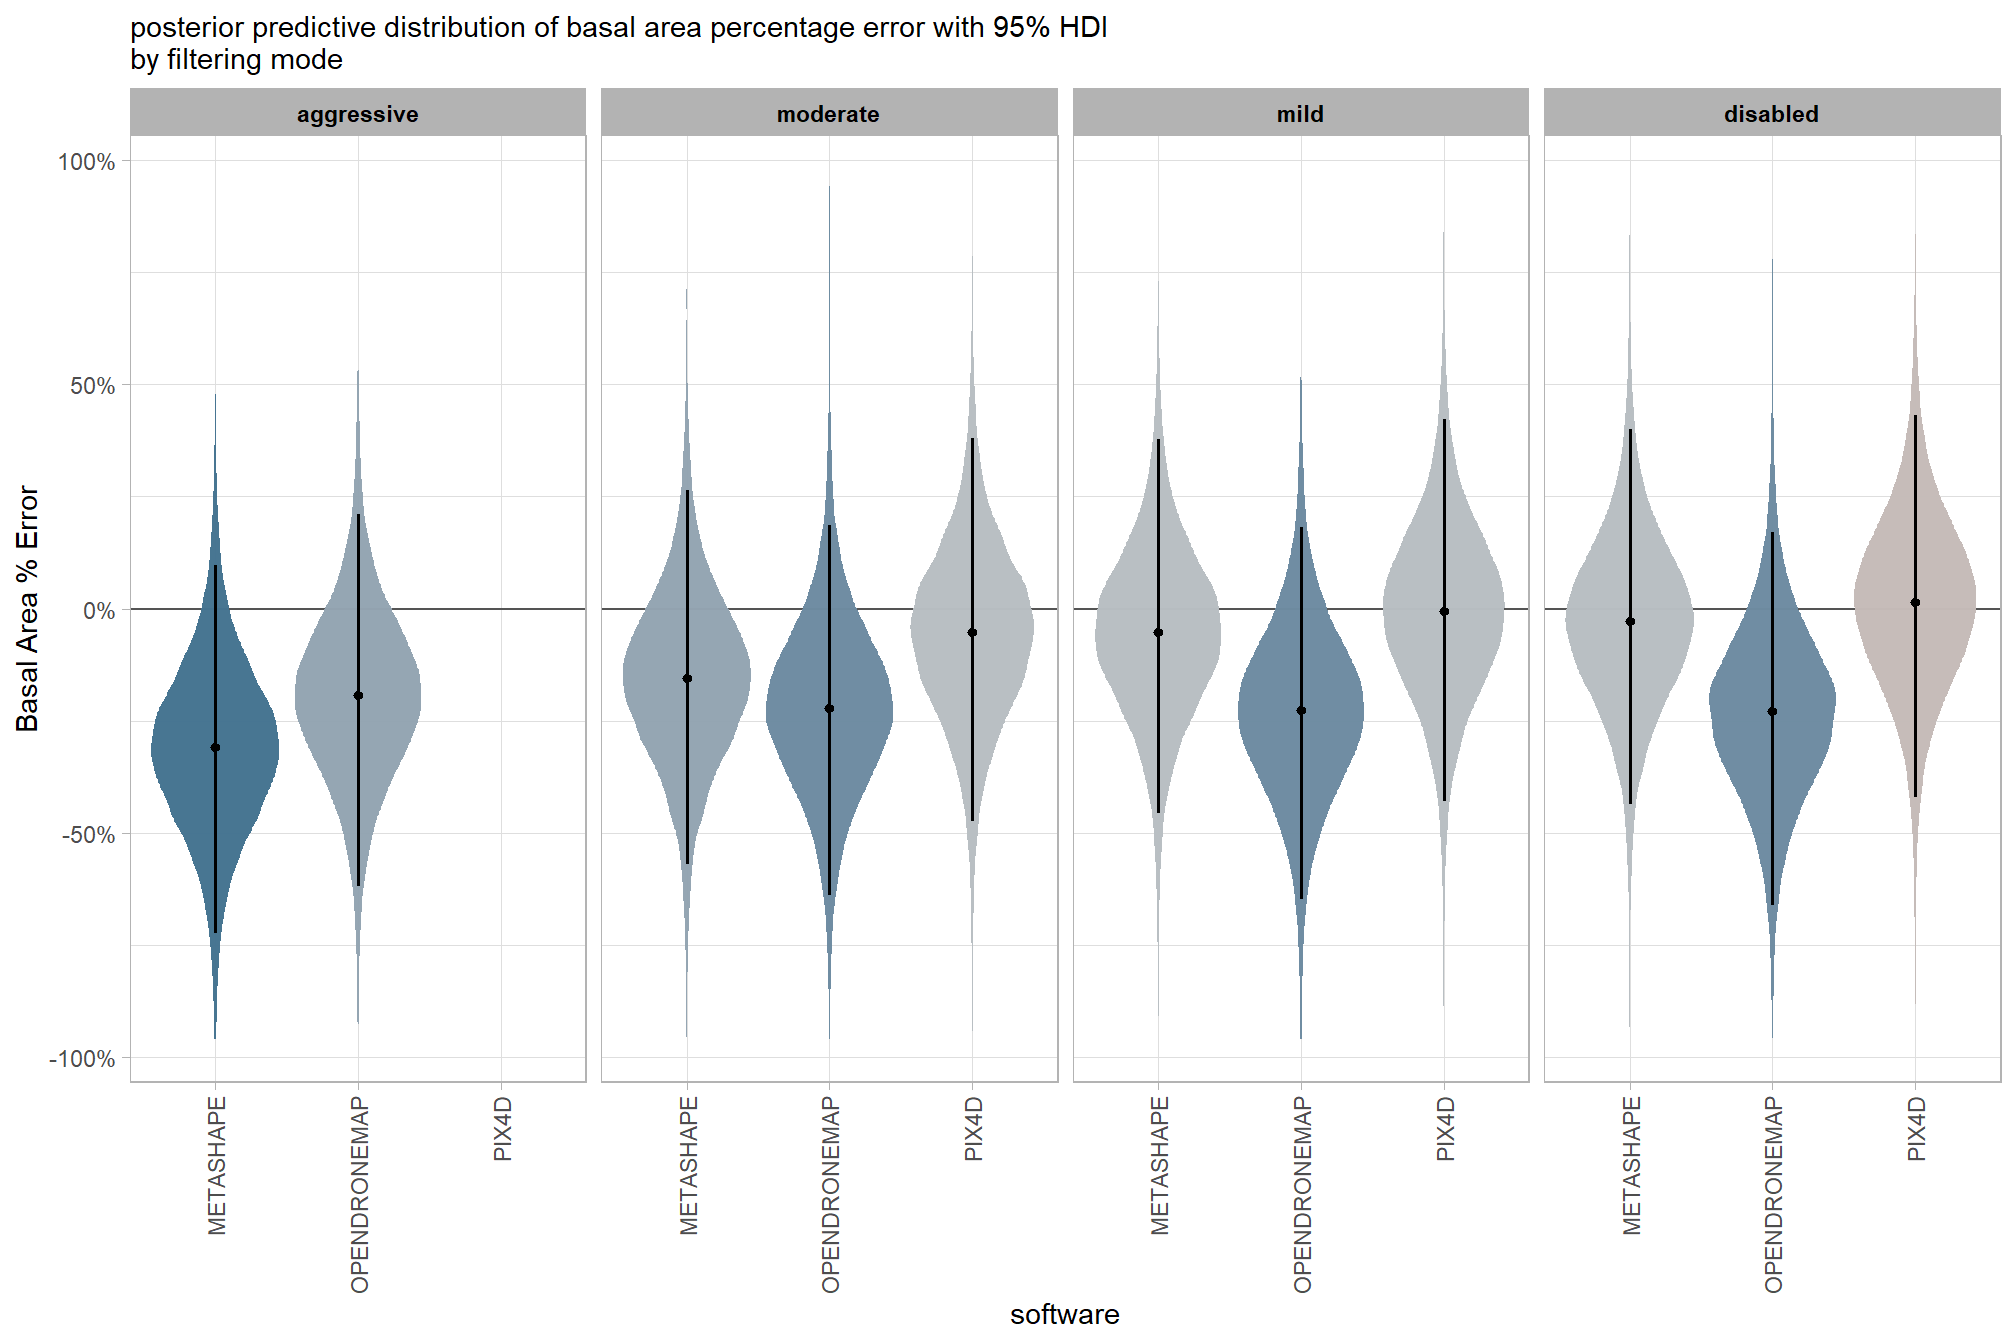 posterior predictive distribution of basal area percentage error with 95% HDI
by filtering mode
aggressive
moderate
mild
disabled
Basal Area % Error
100%
50%
0%
-50%
-100%
METASHAPE
OPENDRONEMAP
PIX4D
METASHAPE
OPENDRONEMAP
PIX4D
METASHAPE
OPENDRONEMAP
PIX4D
METASHAPE
OPENDRONEMAP
PIX4D
software